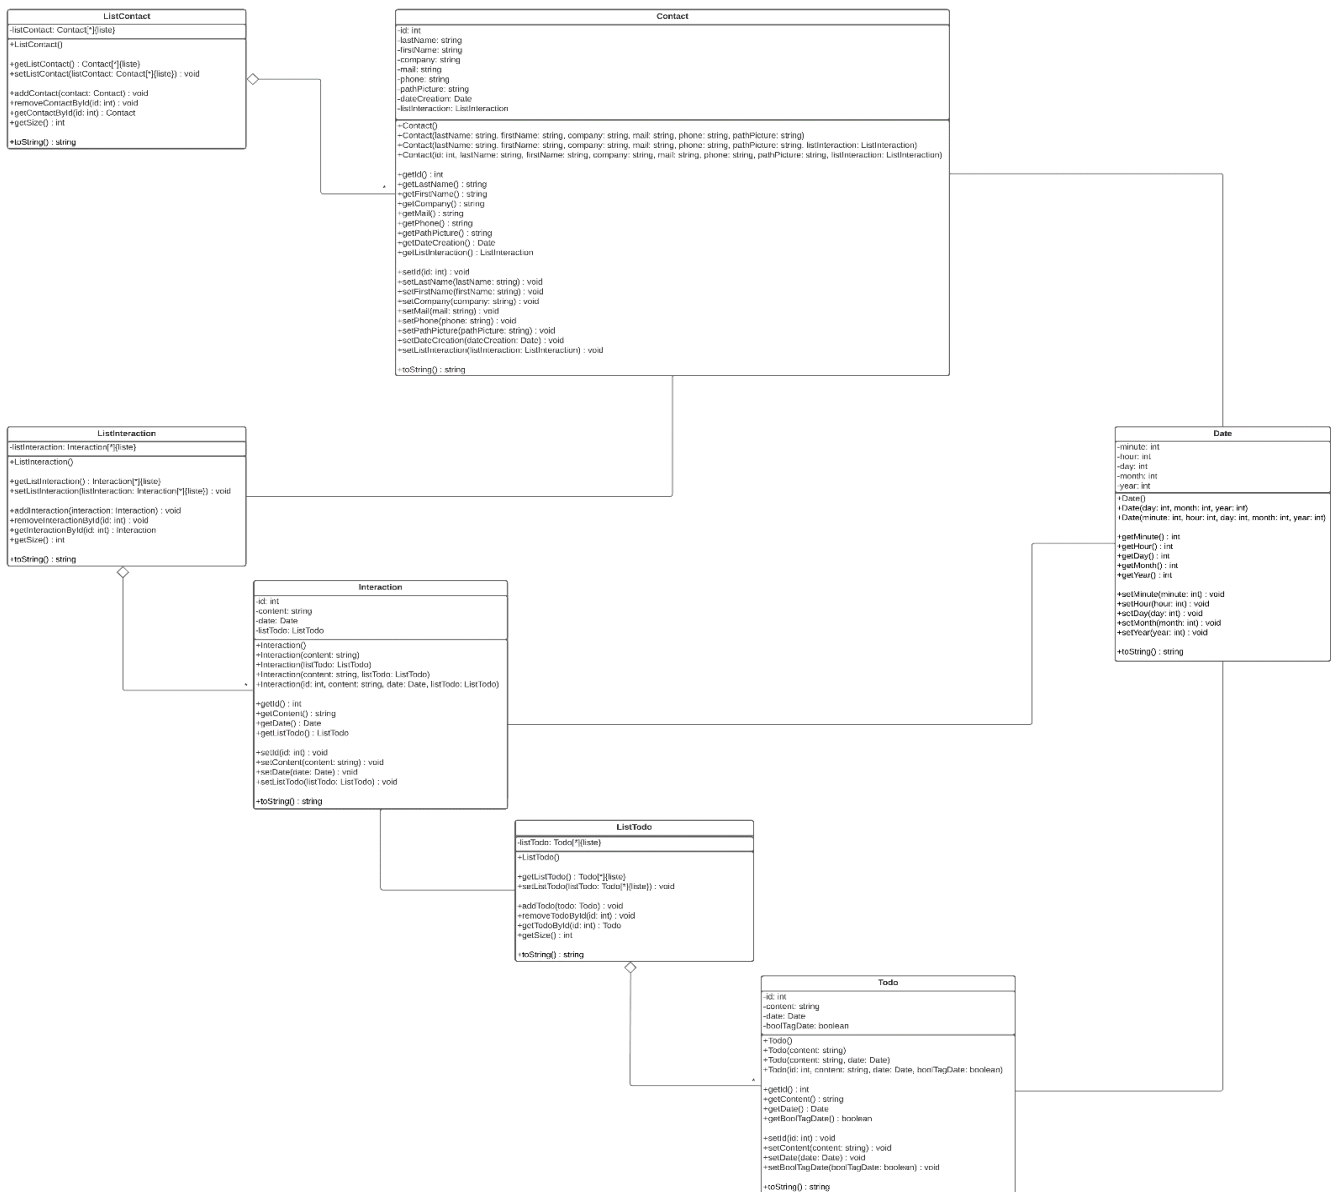 ListContact
-listContact: Contact[*]{liste}
+ListContact()
+getListContact() : Contact[*]{liste}
+setListContact(listContact: Contact[*]{liste}) : void
+addContact(contact: Contact) : void
+removeContactById(id: int) : void
+getContactById(id: int) : Contact
+getSize() : int
+toString() : string
*
Contact
-id: int
-lastName: string
-firstName: string
-company: string
-mail: string
-phone: string
-pathPicture: string
-dateCreation: Date
-listInteraction: ListInteraction
+Contact()
+Contact(lastName: string, firstName: string, company: string, mail: string, phone: string, pathPicture: string)
+Contact(lastName: string, firstName: string, company: string, mail: string, phone: string, pathPicture: string. listInteraction: ListInteraction)
+Contact(id: int, lastName: string, firstName: string, company: string, mail: string, phone: string, pathPicture: string, listInteraction: ListInteraction)
+getId() : int
+getLastName() : string
+getFirstName() : string
+getCompany() : string
+getMail() : string
+getPhone() : string
+getPathPicture() : string
+getDateCreation() : Date
+getListInteraction() : ListInteraction
+setId(id: int) : void
+setLastName(lastName: string) : void
+setFirstName(firstName: string) : void
+setCompany(company: string) : void
+setMail(mail: string) : void
+setPhone(phone: string) : void
+setPathPicture(pathPicture: string) : void
+setDateCreation(dateCreation: Date) : void
+setListInteraction(listInteraction: ListInteraction) : void
+toString() : string
ListInteraction
-listInteraction: Interaction[*]{liste}
+ListInteraction()
+getListInteraction() : Interaction[*]{liste}
+setListInteraction(listInteraction: Interaction[*]{liste}) : void
+addInteraction(interaction: Interaction) : void
+removeInteractionById(id: int) : void
+getInteractionById(id: int) : Interaction
+getSize() : int
+toString() : string
*
Date
-minute: int
-hour: int
-day: int
-month: int
-year: int
+Date()
+Date(day: int, month: int, year: int)
+Date(minute: int, hour: int, day: int, month: int, year: int)
+getMinute() : int
+getHour() : int
+getDay() : int
+getMonth() : int
+getYear() : int
+setMinute(minute: int) : void
+setHour(hour: int) : void
+setDay(day: int) : void
+setMonth(month: int) : void
+setYear(year: int) : void
+toString() : string
Interaction
-id: int
-content: string
-date: Date
-listTodo: ListTodo
+Interaction()
+Interaction(content: string)
+Interaction(listTodo: ListTodo)
+Interaction(content: string, listTodo: ListTodo)
+Interaction(id: int, content: string, date: Date, listTodo: ListTodo)
+getId() : int
+getContent() : string
+getDate() : Date
+getListTodo() : ListTodo
+setId(id: int) : void
+setContent(content: string) : void
+setDate(date: Date) : void
+setListTodo(listTodo: ListTodo) : void
+toString() : string
ListTodo
-listTodo: Todo[*]{liste}
+ListTodo()
+getListTodo() : Todo[*]{liste}
+setListTodo(listTodo: Todo[*]{liste}) : void
+addTodo(todo: Todo) : void
+removeTodoById(id: int) : void
+getTodoById(id: int) : Todo
+getSize() : int
+toString() : string
*
Todo
-id: int
-content: string
-date: Date
-boolTagDate: boolean
+Todo()
+Todo(content: string)
+Todo(content: string, date: Date)
+Todo(id: int, content: string, date: Date, boolTagDate: boolean)
+getId() : int
+getContent() : string
+getDate() : Date
+getBoolTagDate() : boolean
+setId(id: int) : void
+setContent(content: string) : void
+setDate(date: Date) : void
+setBoolTagDate(boolTagDate: boolean) : void
+toString() : string